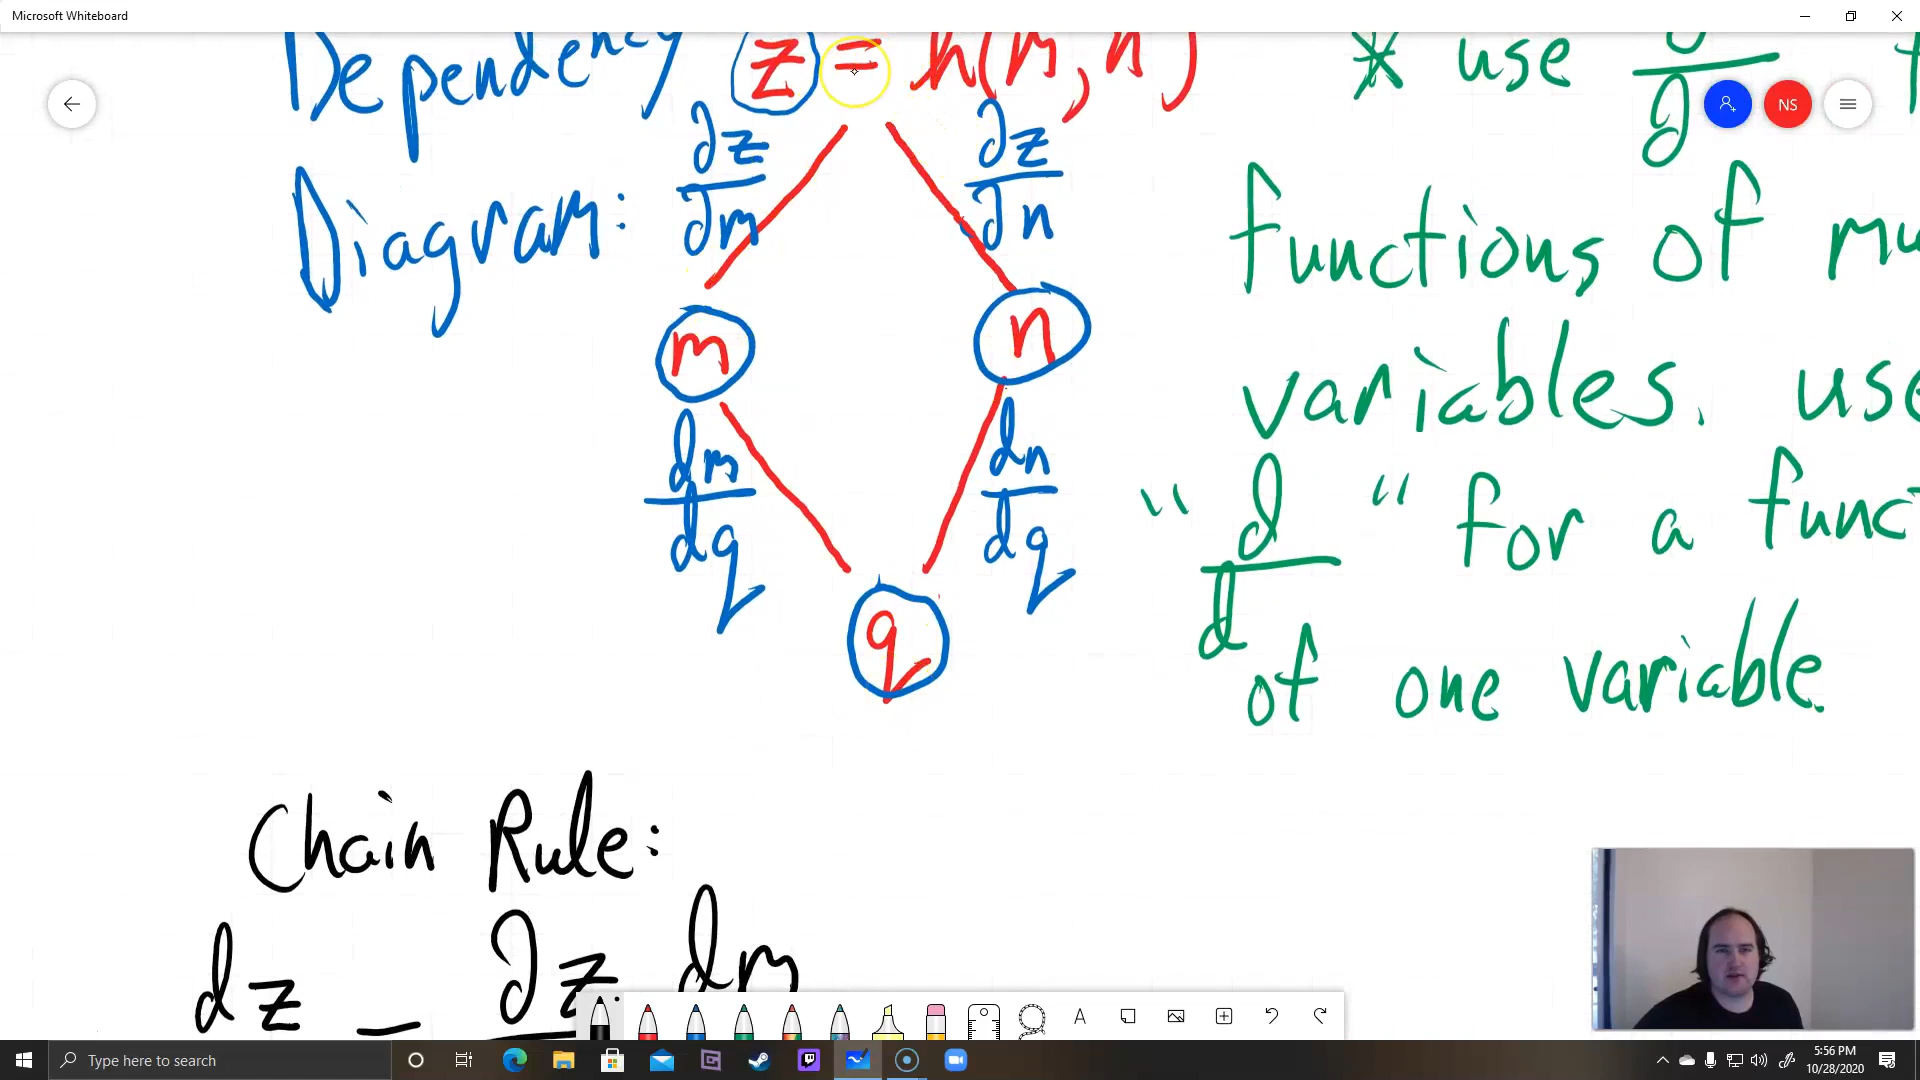 Microsoft Whiteboard
Dependency z = h(m, n)
Diagram: ∂z/∂m ∂z/∂n
m n
dm/dq dn/dq
q
* use ∂/∂
functions of mu
variables. use
"d/d" for a funct
of one variable.
NS
Chain Rule:
dz = ∂z dm
A
Type here to search
5:56 PM
10/28/2020